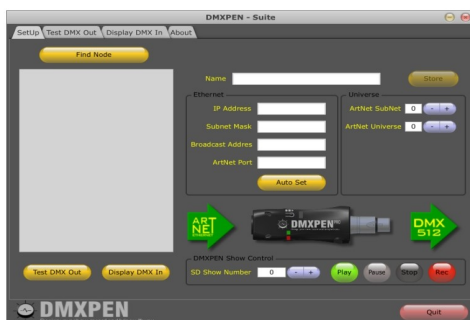 DMXPEN - Suite
SetUp Test DMX Out Display DMX In About
Find Node
Name Store
Ethernet Universe
IP Address ArtNet SubNet 0 - +
Subnet Mask ArtNet Universe 0 - +
Broadcast Addres
ArtNet Port
Auto Set
ART NET DMXPEN DMX 512
DMXPEN Show Control
Test DMX Out Display DMX In SD Show Number 0 - + Play Pause Stop Rec
DMXPEN Quit